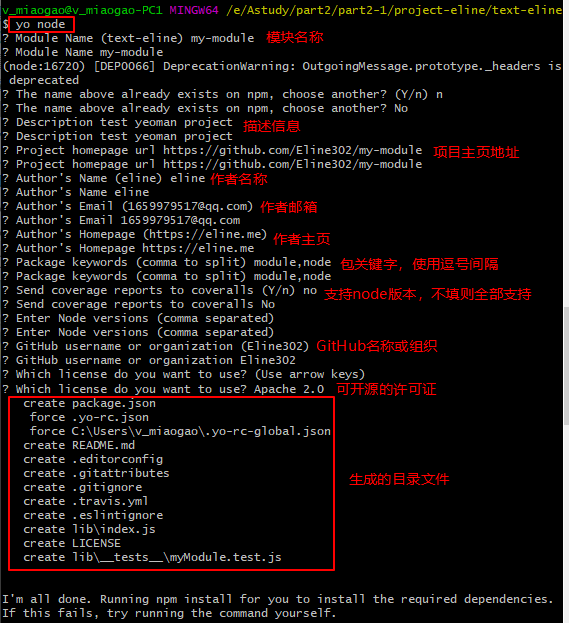 v_miaogao@v_miaogao-PC1 MINGW64 /e/Astudy/part2/part2-1/project-eline/text-eline
$ yo node
? Module Name (text-eline) my-module 模块名称
? Module Name my-module
(node:16720) [DEP0066] DeprecationWarning: OutgoingMessage.prototype._headers is
deprecated
? The name above already exists on npm, choose another? (Y/n) n
? The name above already exists on npm, choose another? No
? Description test yeoman project 描述信息
? Description test yeoman project
? Project homepage url https://github.com/Eline302/my-module 项目主页地址
? Project homepage url https://github.com/Eline302/my-module
? Author's Name (eline) eline 作者名称
? Author's Name eline
? Author's Email (1659979517@qq.com) 作者邮箱
? Author's Email 1659979517@qq.com
? Author's Homepage (https://eline.me) 作者主页
? Author's Homepage https://eline.me
? Package keywords (comma to split) module,node 包关键字，使用逗号间隔
? Package keywords (comma to split) module,node
? Send coverage reports to coveralls (Y/n) no 支持node版本，不填则全部支持
? Send coverage reports to coveralls No
? Enter Node versions (comma separated)
? Enter Node versions (comma separated)
? GitHub username or organization (Eline302) GitHub名称或组织
? GitHub username or organization Eline302
? Which license do you want to use? (Use arrow keys)
? Which license do you want to use? Apache 2.0 可开源的许可证
create package.json
force .yo-rc.json
force C:\Users\v_miaogao\.yo-rc-global.json
create README.md
create .editorconfig
create .gitattributes
create .gitignore 生成的目录文件
create .travis.yml
create .eslintignore
create lib\index.js
create LICENSE
create lib\__tests__\myModule.test.js
I'm all done. Running npm install for you to install the required dependencies.
If this fails, try running the command yourself.